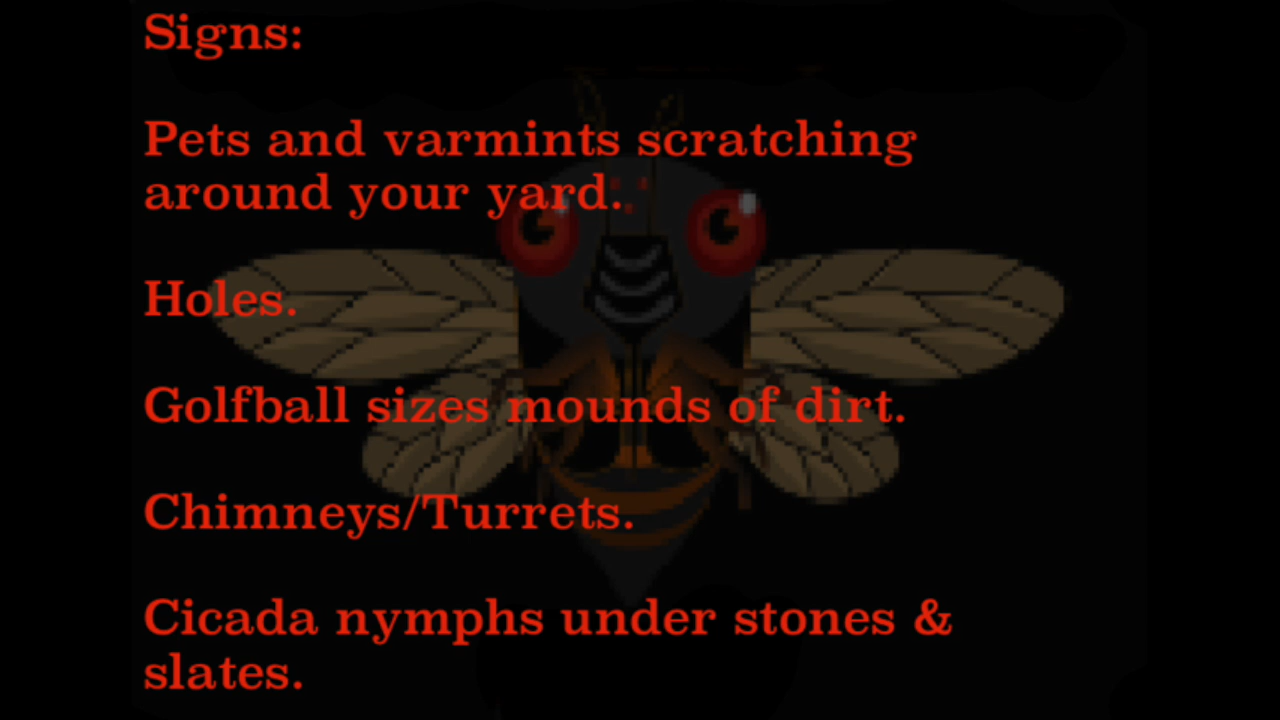 Signs:
Pets and varmints scratching
around your yard.
Holes.
Golfball sizes mounds of dirt.
Chimneys/Turrets.
Cicada nymphs under stones &
slates.